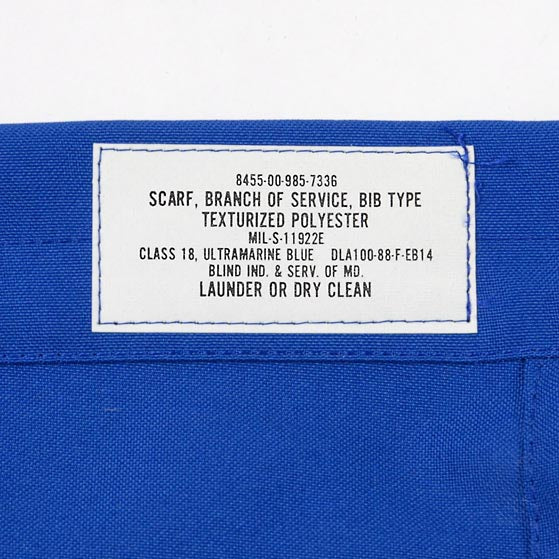 8455-00-985-7336
SCARF, BRANCH OF SERVICE, BIB TYPE
TEXTURIZED POLYESTER
MIL-S-11922E
CLASS 18, ULTRAMARINE BLUE DLA100-88-F-EB14
BLIND IND. & SERV. OF MD.
LAUNDER OR DRY CLEAN